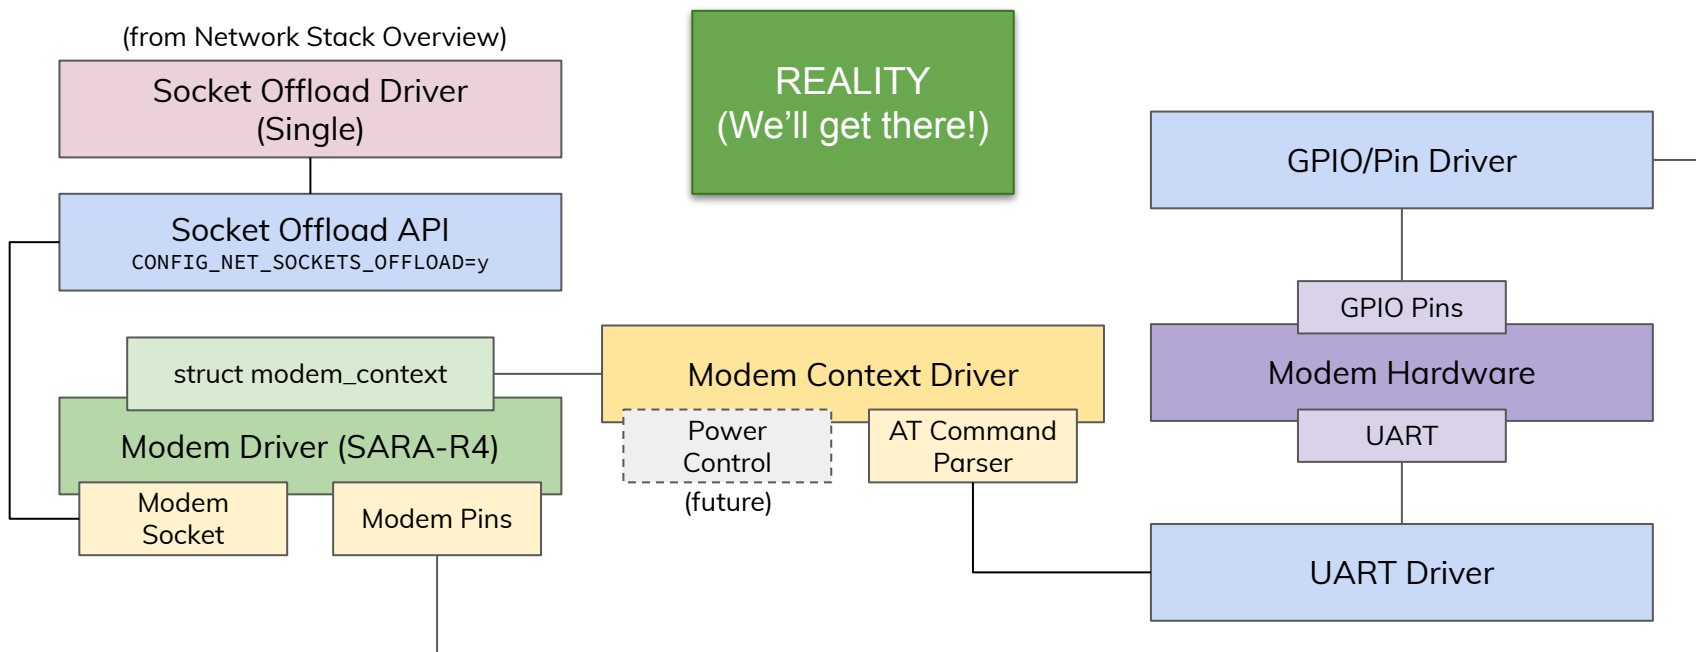 (from Network Stack Overview)
Socket Offload Driver
(Single)
Socket Offload API
CONFIG_NET_SOCKETS_OFFLOAD=y
REALITY
(We’ll get there!)
struct modem_context
Modem Driver (SARA-R4)
Modem
Socket
Modem Pins
Modem Context Driver
Power
Control
(future)
AT Command
Parser
GPIO/Pin Driver
GPIO Pins
Modem Hardware
UART
UART Driver